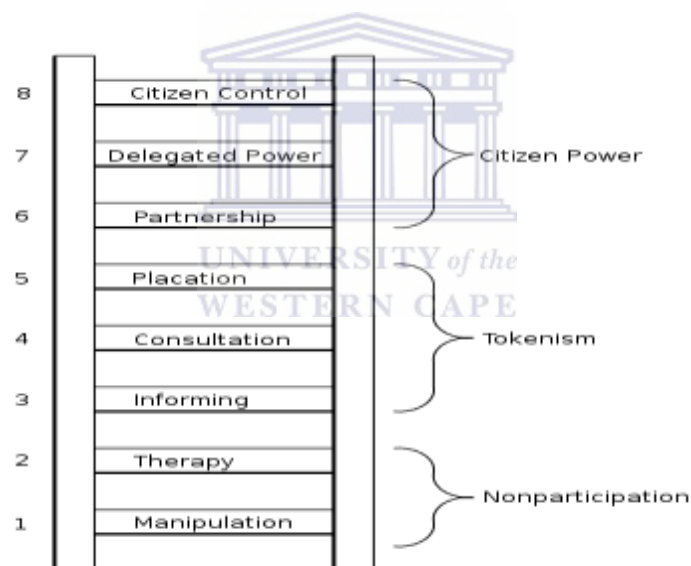 8 Citizen Control
7 Delegated Power Citizen Power
6 Partnership
UNIVERSITY of the
5 Placation
WESTERN CAPE
4 Consultation Tokenism
3 Informing
2 Therapy
Nonparticipation
1 Manipulation